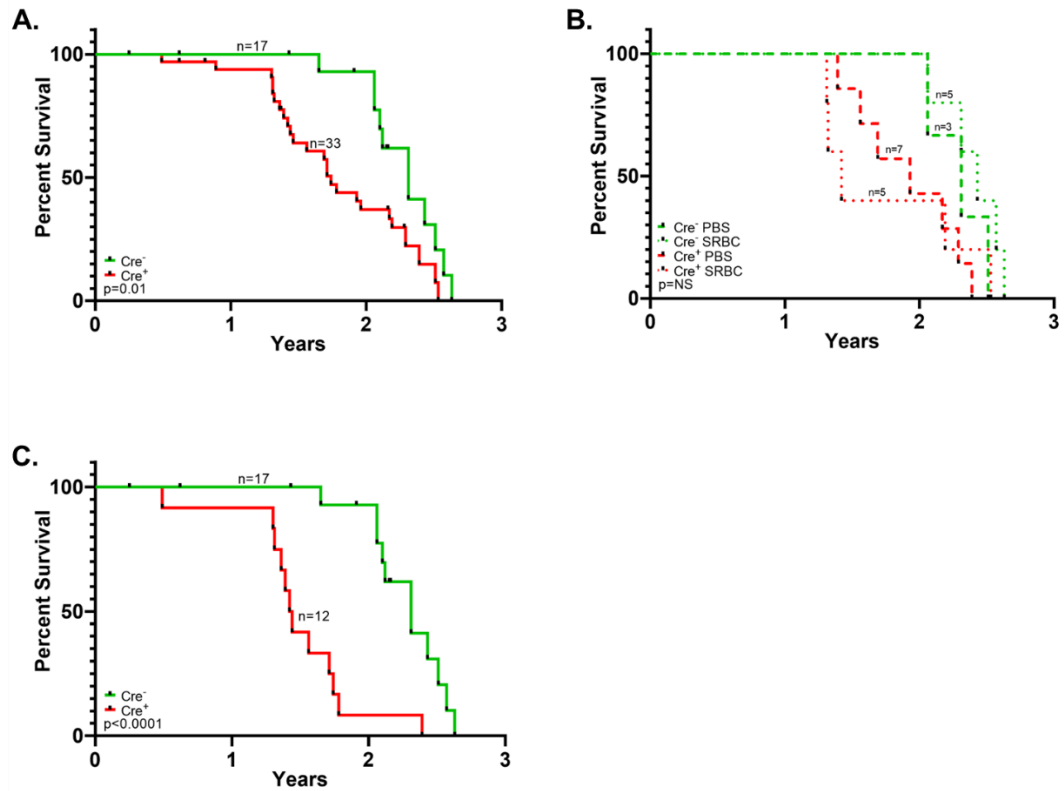 A.
Percent Survival
100
50
0
n=17
n=33
Cre⁻
Cre⁺
p=0.01
0 1 2 3
Years
B.
Percent Survival
100
50
0
n=5
n=3
n=7
n=5
Cre⁻ PBS
Cre⁻ SRBC
Cre⁺ PBS
Cre⁺ SRBC
p=NS
0 1 2 3
Years
C.
Percent Survival
100
50
0
n=17
n=12
Cre⁻
Cre⁺
p<0.0001
0 1 2 3
Years